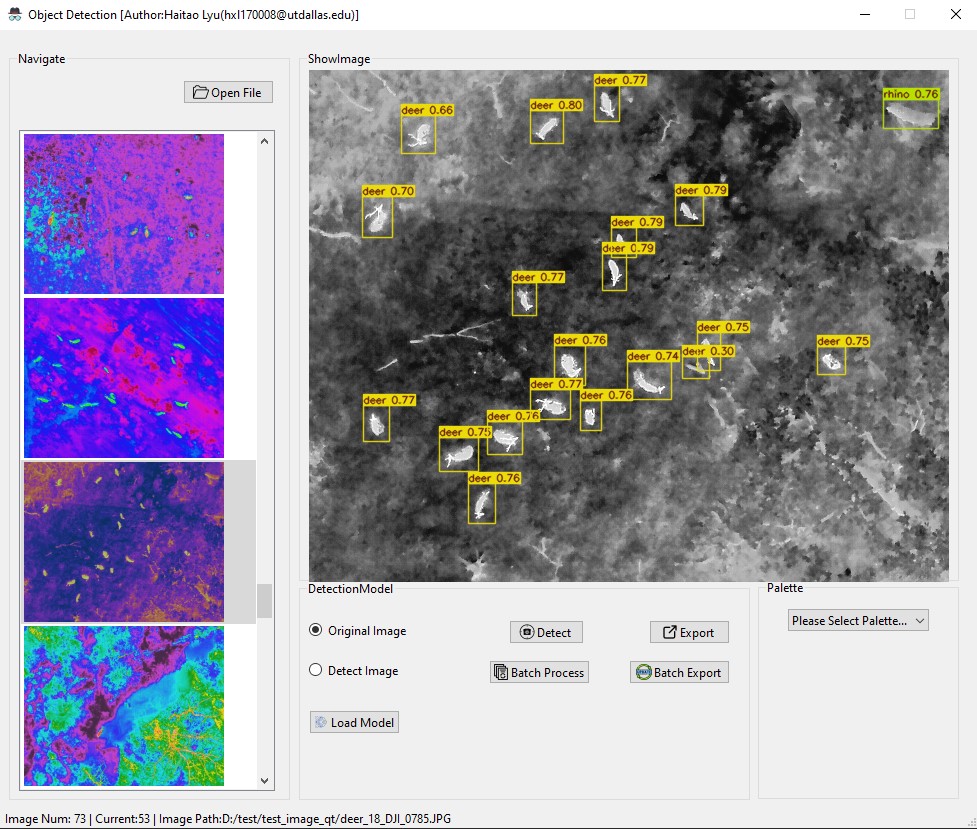 Object Detection [Author:Haitao Lyu(hxl170008@utdallas.edu)]
Navigate
Open File
ShowImage
deer 0.77
rhino 0.76
deer 0.66
deer 0.80
deer 0.70
deer 0.79
deer 0.79
deer 0.79
deer 0.77
deer 0.75
deer 0.76
deer 0.75
deer 0.30
deer 0.74
deer 0.77
deer 0.76
deer 0.77
deer 0.76
deer 0.75
deer 0.76
DetectionModel
Original Image
Detect
Export
Detect Image
Batch Process
Batch Export
Load Model
Palette
Please Select Palette...
Image Num: 73 | Current:53 | Image Path:D:/test/test_image_qt/deer_18_DJI_0785.JPG